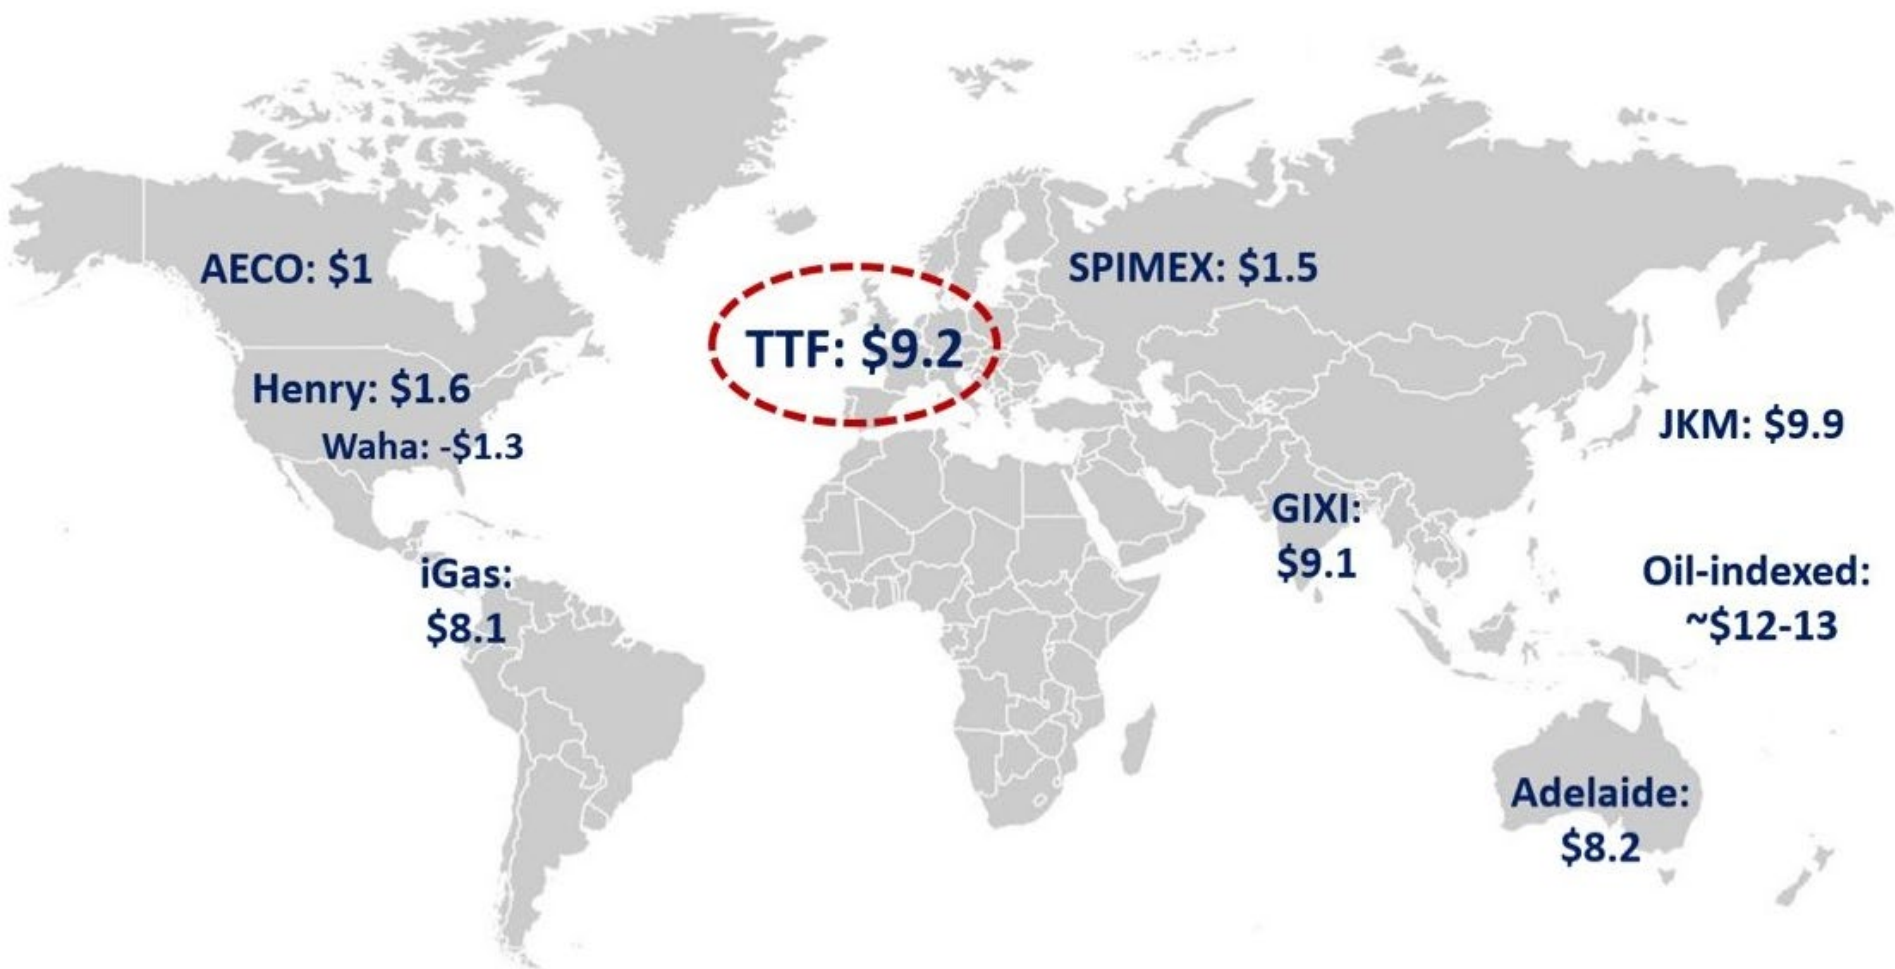 AECO: $1
SPIMEX: $1.5
TTF: $9.2
Henry: $1.6
Waha: -$1.3
JKM: $9.9
GIXI:
$9.1
iGas:
$8.1
Oil-indexed:
~$12-13
Adelaide:
$8.2